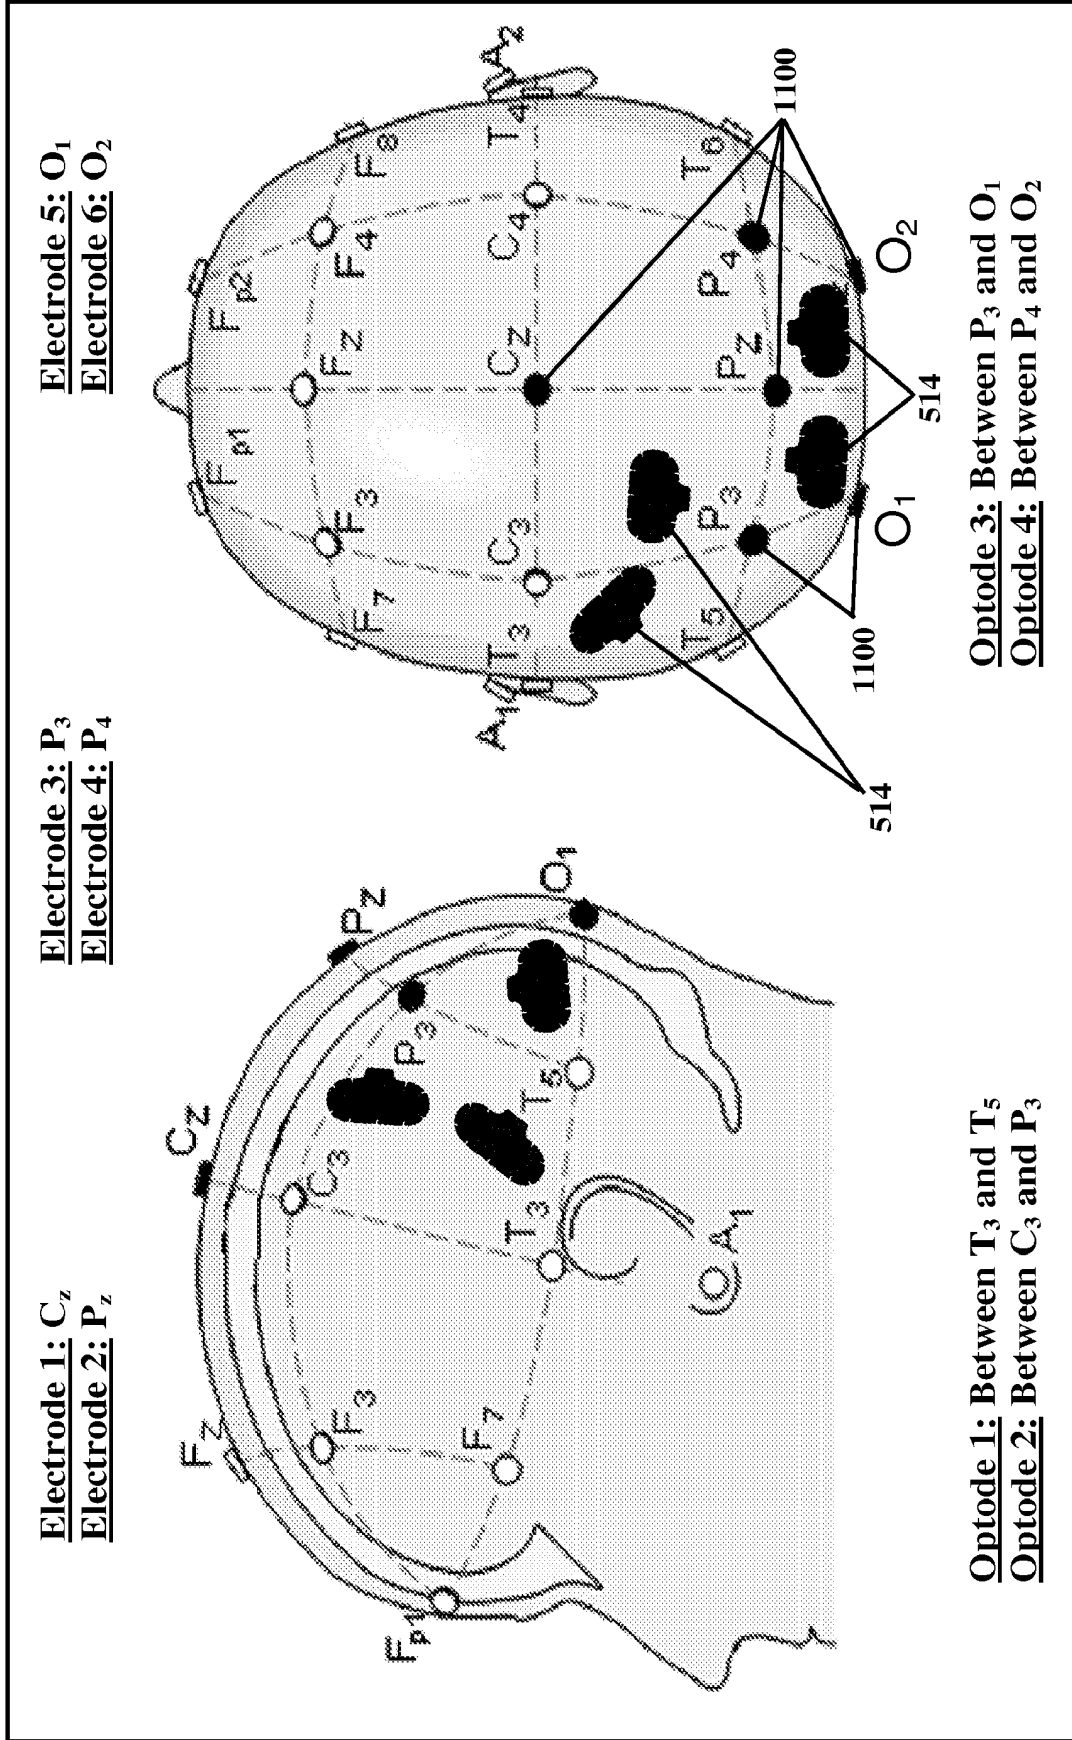 Electrode 1: Cz
Electrode 2: Pz
Electrode 3: P3
Electrode 4: P4
Electrode 5: O1
Electrode 6: O2
Fp1
Fz
F3
F7
Cz
C3
T3
A1
Pz
P3
T5
O1
Fp1
Fp2
F7
F3
Fz
F4
F8
A1
T3
C3
Cz
C4
T4
A2
T5
P3
Pz
P4
T6
O1
O2
514
1100
514
1100
Optode 1: Between T3 and T5
Optode 2: Between C3 and P3
Optode 3: Between P3 and O1
Optode 4: Between P4 and O2